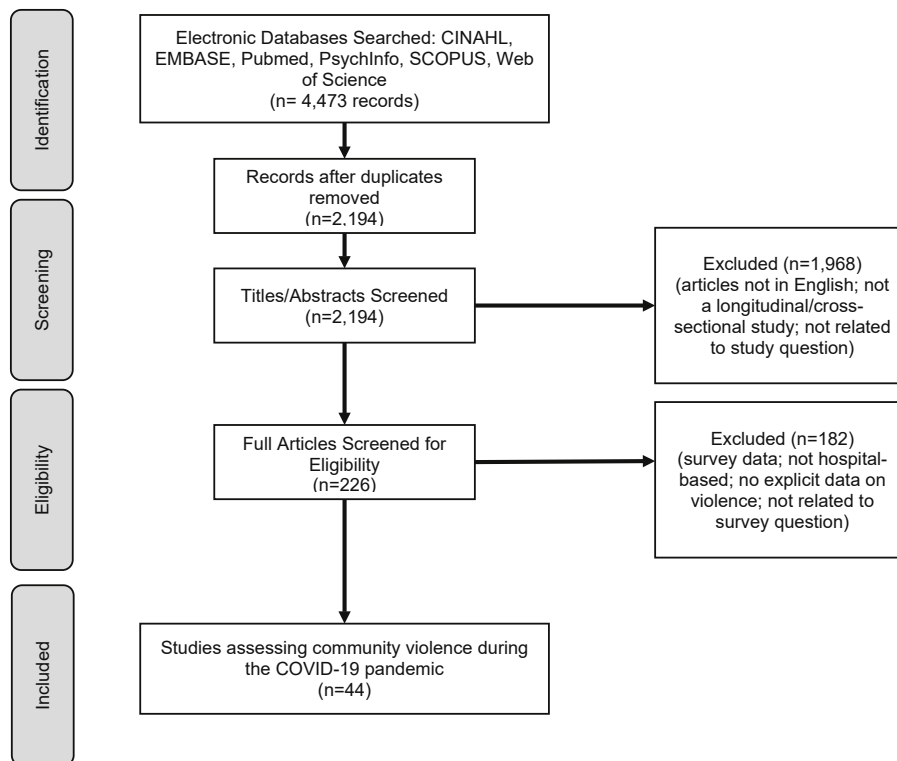 Identification
Electronic Databases Searched: CINAHL,
EMBASE, Pubmed, PsychInfo, SCOPUS, Web
of Science
(n= 4,473 records)
Records after duplicates
removed
(n=2,194)
Screening
Titles/Abstracts Screened
(n=2,194)
Excluded (n=1,968)
(articles not in English; not
a longitudinal/cross-
sectional study; not related
to study question)
Eligibility
Full Articles Screened for
Eligibility
(n=226)
Excluded (n=182)
(survey data; not hospital-
based; no explicit data on
violence; not related to
survey question)
Included
Studies assessing community violence during
the COVID-19 pandemic
(n=44)